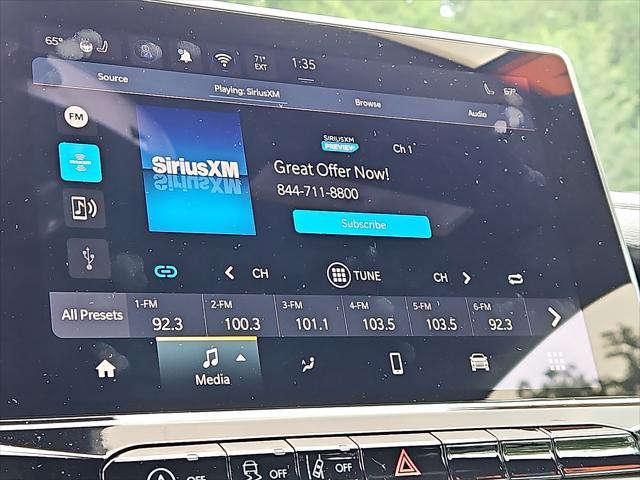 65°
71°
EXT
1:35
67°
Source
Playing: SiriusXM
Browse
Audio
FM
SiriusXM
SIRIUSXM
PREVIEW
Ch 1
Great Offer Now!
844-711-8800
Subscribe
CH
TUNE
CH
All Presets
1-FM
92.3
2-FM
100.3
3-FM
101.1
4-FM
103.5
5-FM
103.5
6-FM
92.3
Media
OFF
OFF
OFF